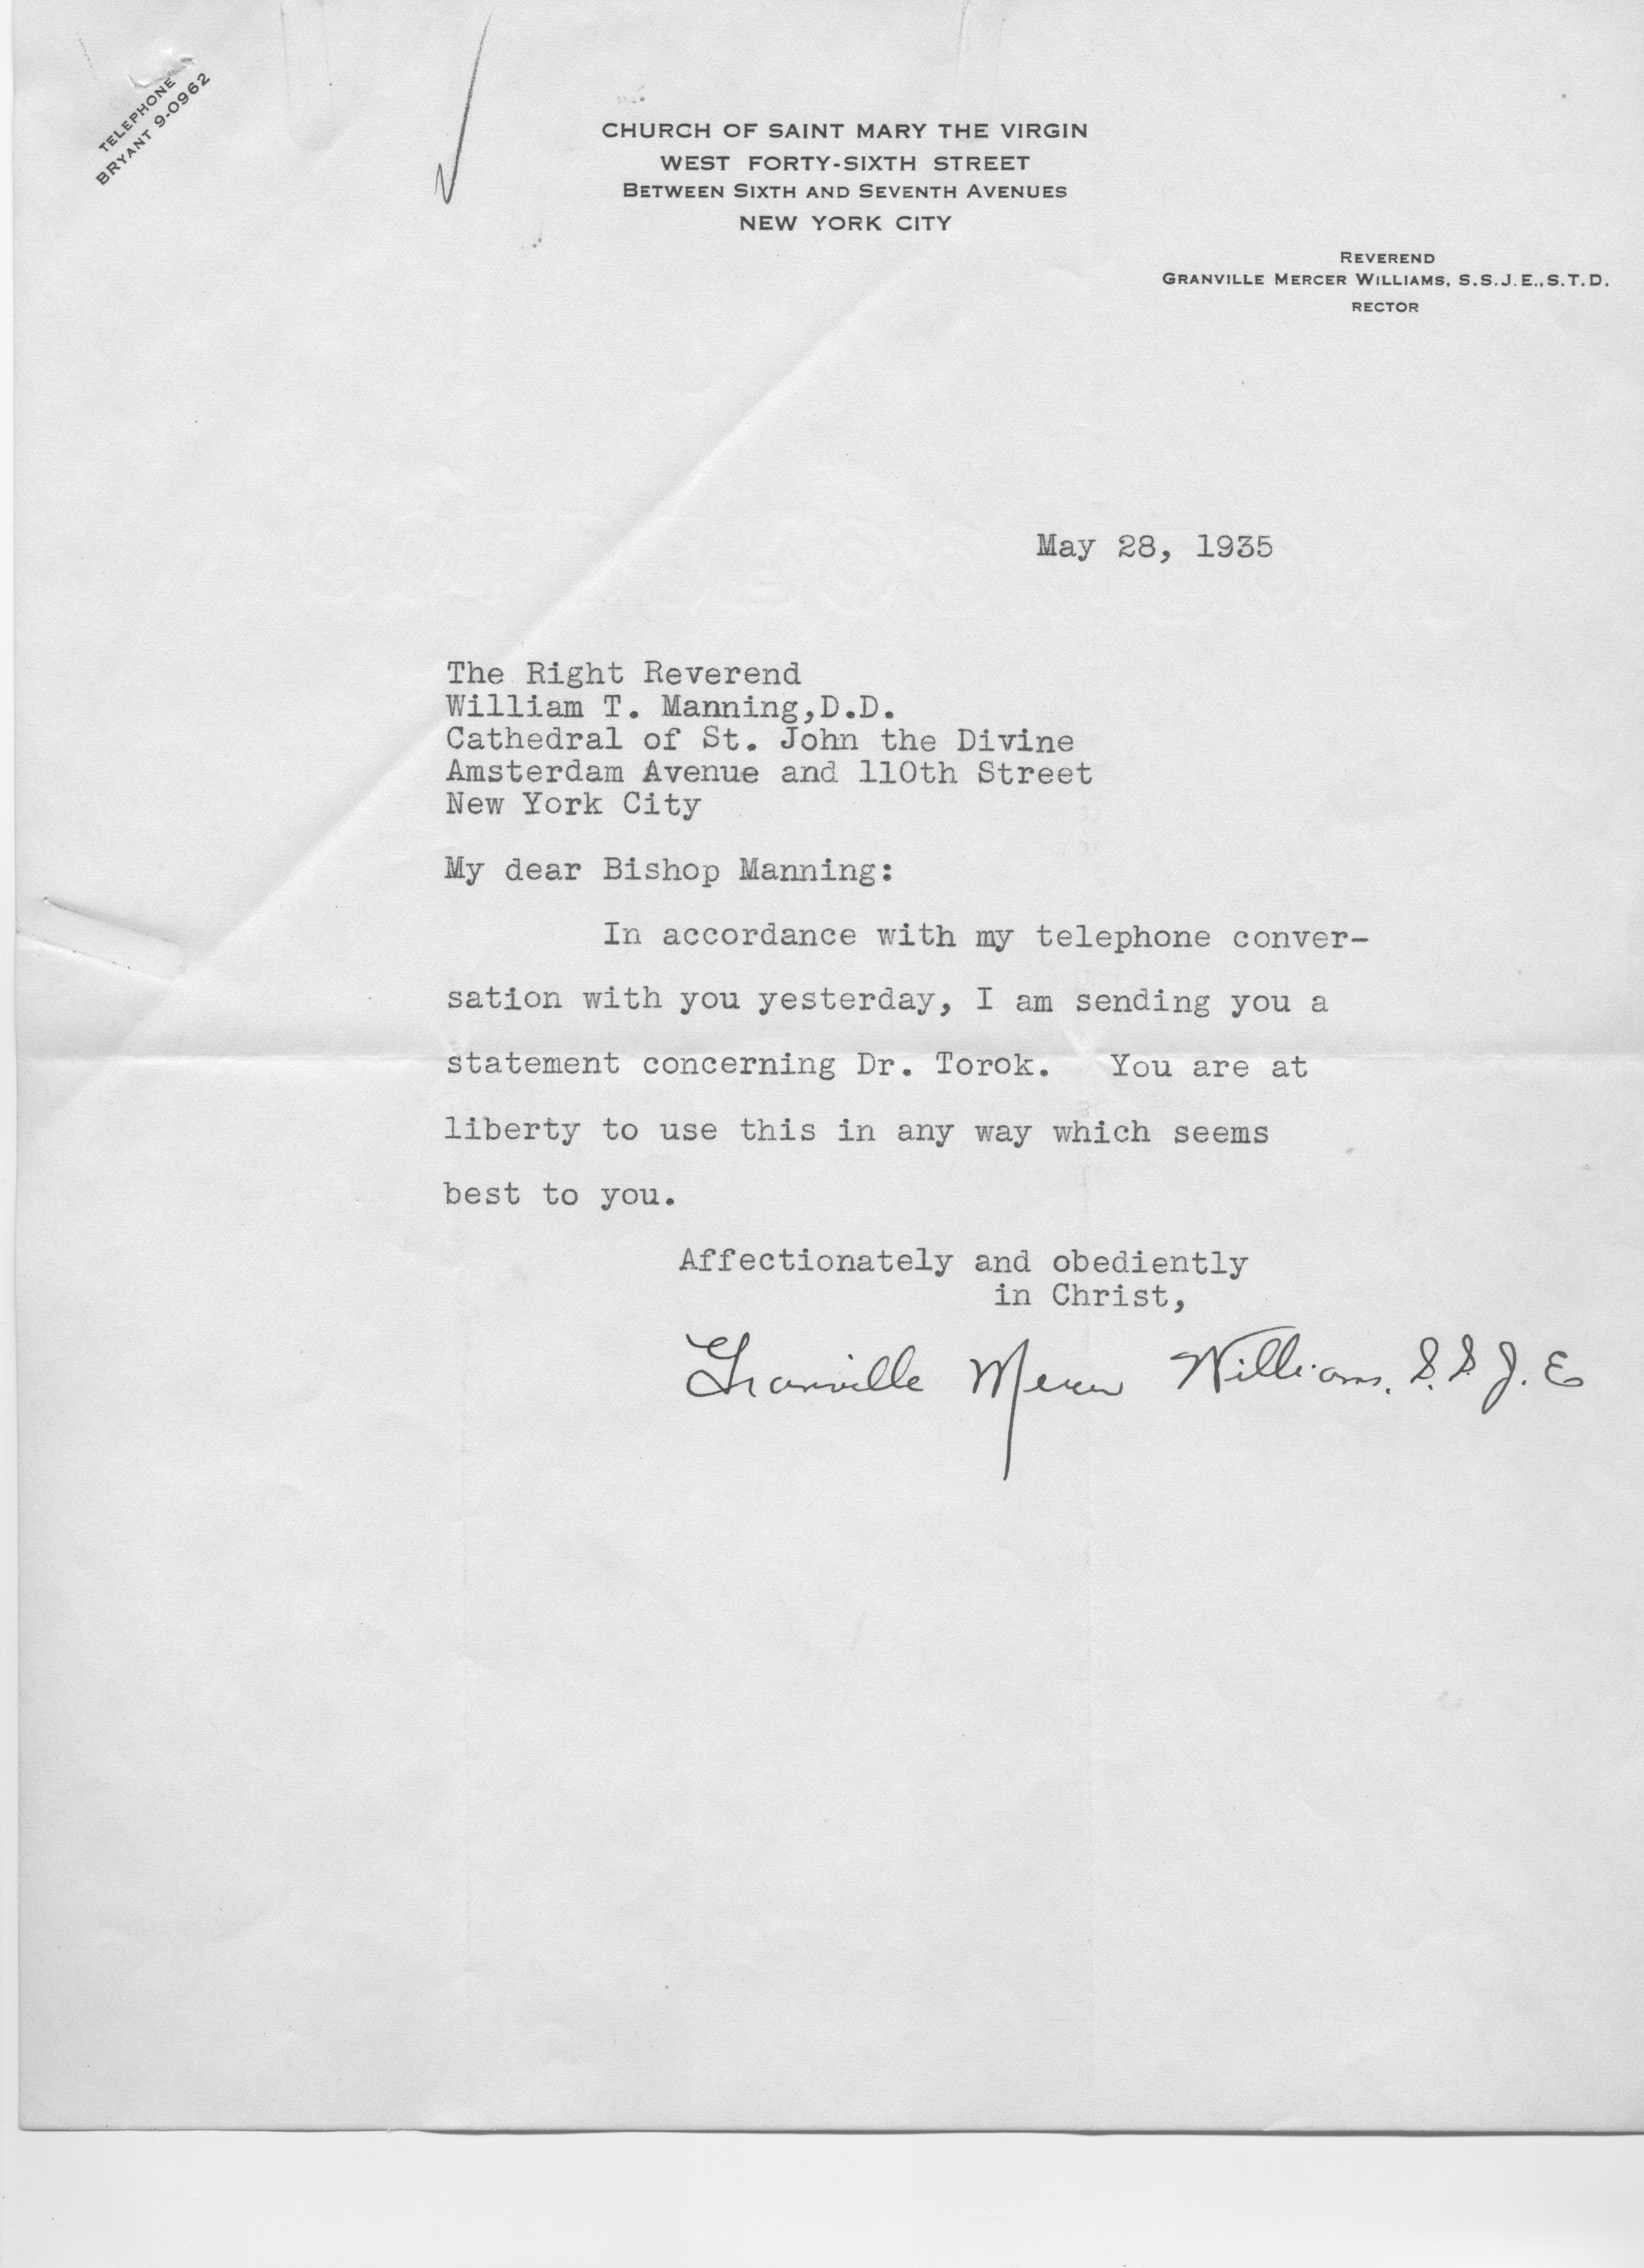 TELEPHONE
BRYANT 9-0962
CHURCH OF SAINT MARY THE VIRGIN
WEST FORTY-SIXTH STREET
BETWEEN SIXTH AND SEVENTH AVENUES
NEW YORK CITY
REVEREND
GRANVILLE MERCER WILLIAMS, S.S.J.E., S.T.D.
RECTOR
May 28, 1935
The Right Reverend
William T. Manning,D.D.
Cathedral of St. John the Divine
Amsterdam Avenue and 110th Street
New York City
My dear Bishop Manning:
In accordance with my telephone conver-
sation with you yesterday, I am sending you a
statement concerning Dr. Torok. You are at
liberty to use this in any way which seems
best to you.
Affectionately and obediently
in Christ,
Granville Mercer Williams. S.S.J.E